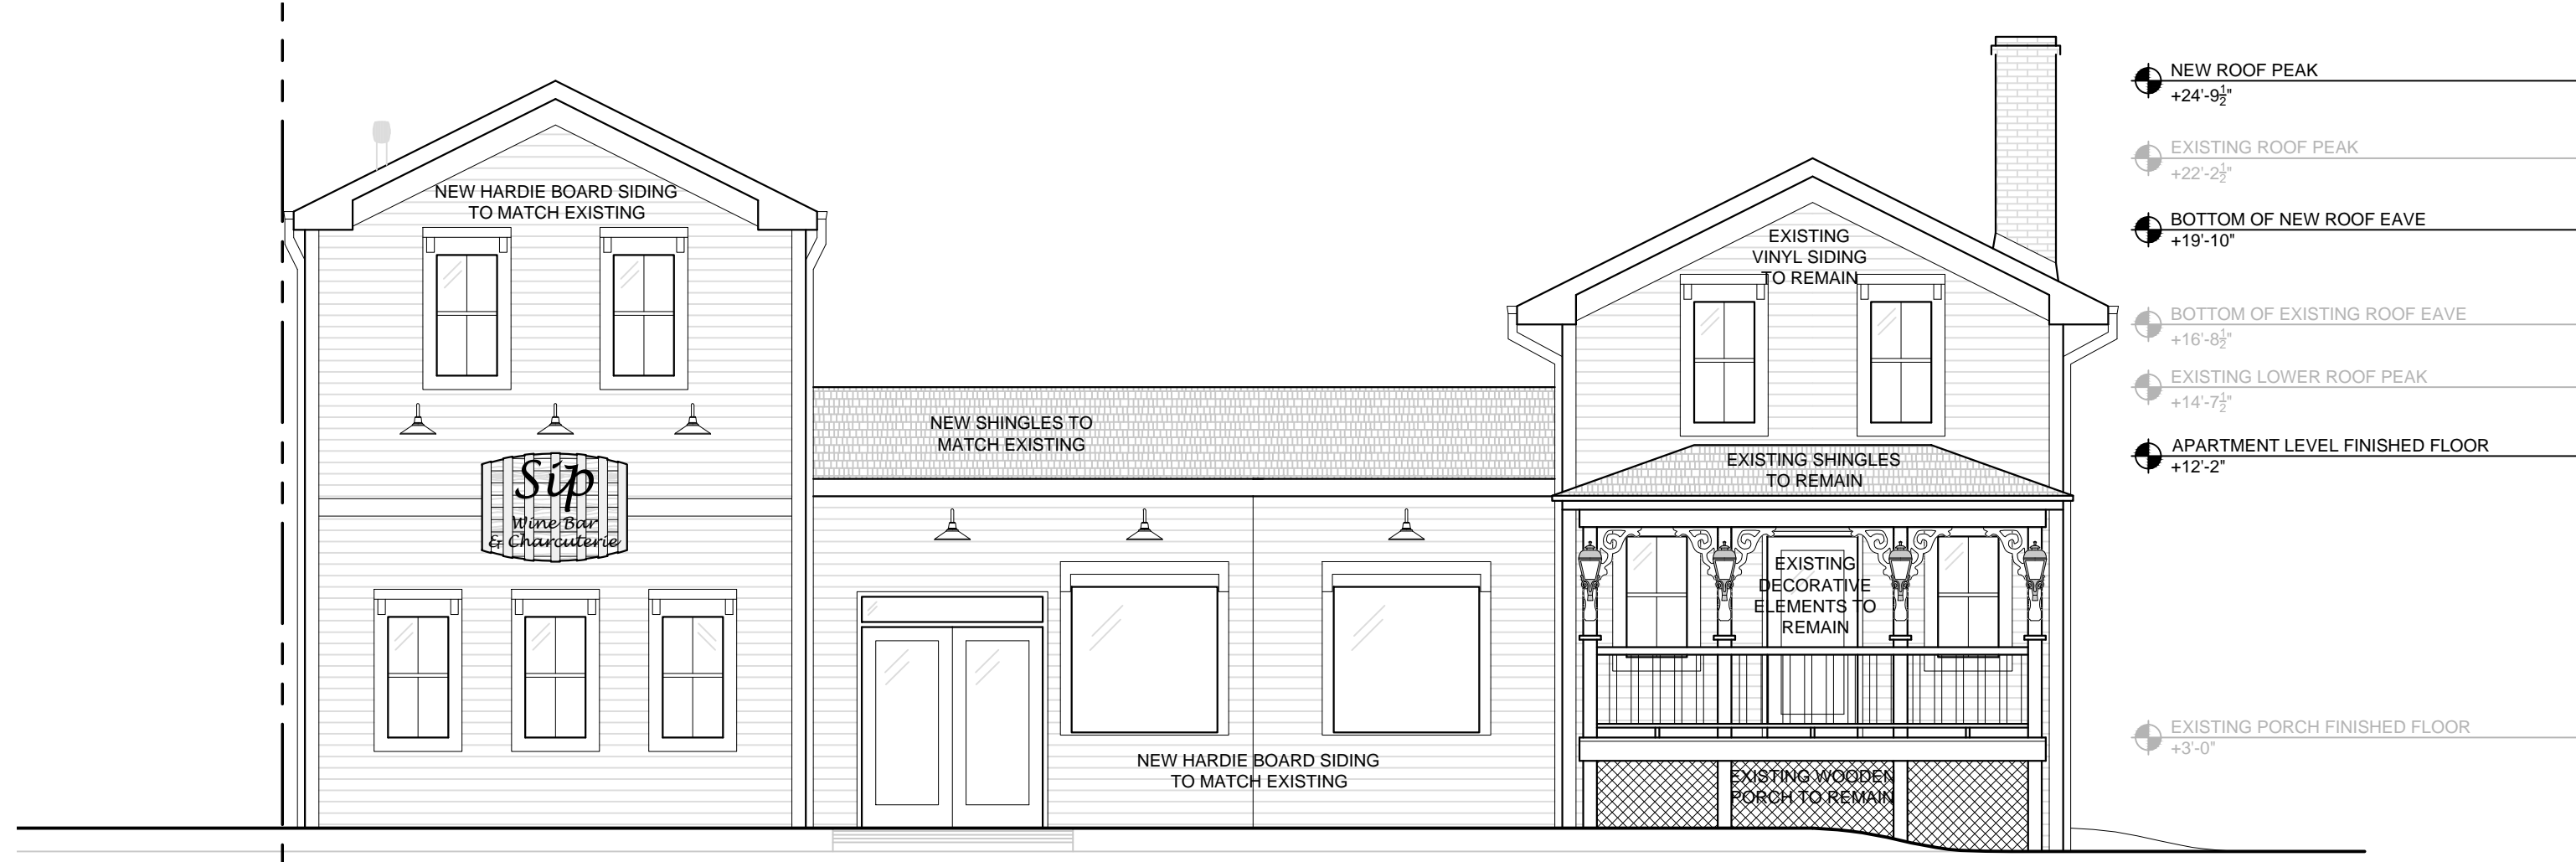 NEW HARDIE BOARD SIDING
TO MATCH EXISTING
Sip
Wine Bar
& Charcuterie
NEW SHINGLES TO
MATCH EXISTING
NEW HARDIE BOARD SIDING
TO MATCH EXISTING
EXISTING
VINYL SIDING
TO REMAIN
EXISTING SHINGLES
TO REMAIN
EXISTING
DECORATIVE
ELEMENTS TO
REMAIN
EXISTING WOODEN
PORCH TO REMAIN
NEW ROOF PEAK
+24'-9½"
EXISTING ROOF PEAK
+22'-2½"
BOTTOM OF NEW ROOF EAVE
+19'-10"
BOTTOM OF EXISTING ROOF EAVE
+16'-8½"
EXISTING LOWER ROOF PEAK
+14'-7½"
APARTMENT LEVEL FINISHED FLOOR
+12'-2"
EXISTING PORCH FINISHED FLOOR
+3'-0"